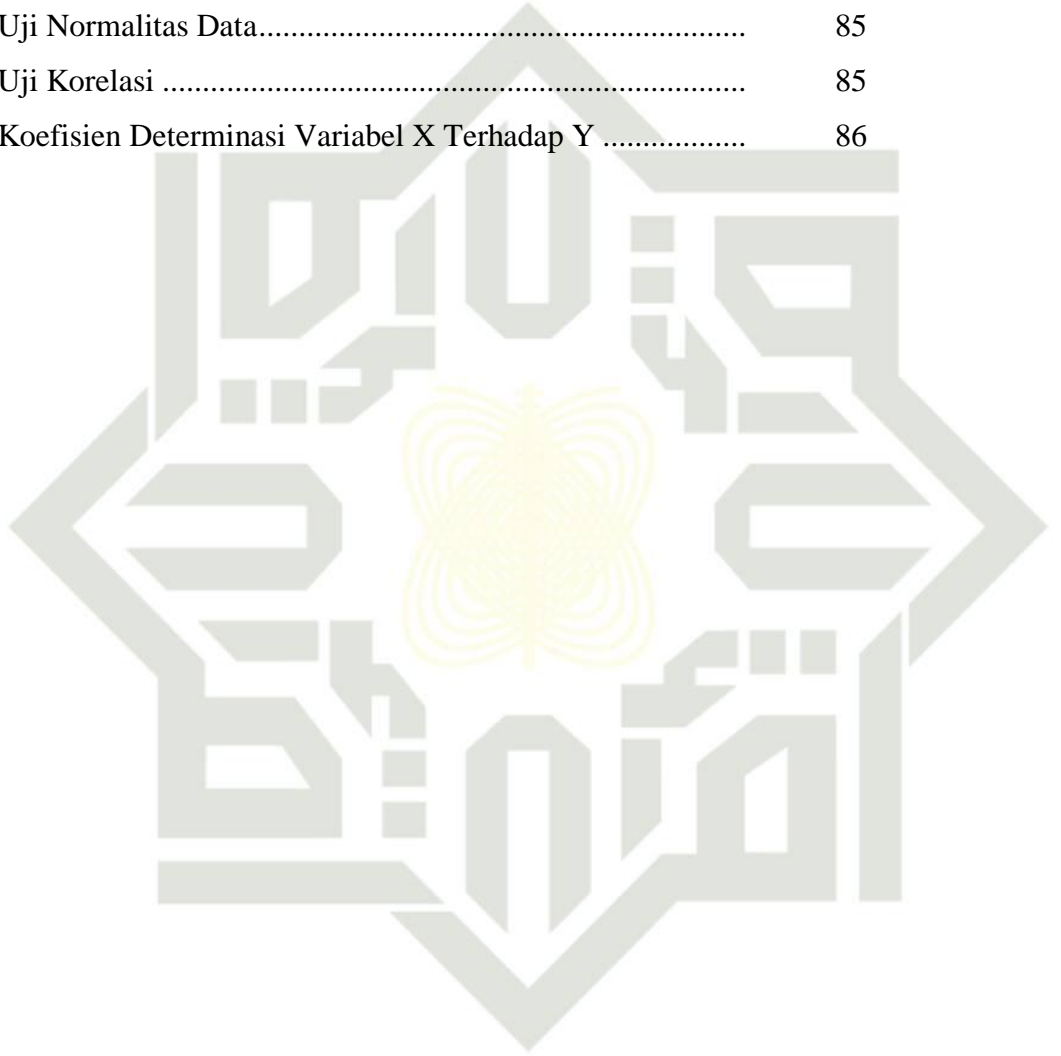 Uji Normalitas Data............................................................ 85
Uji Korelasi ........................................................................ 85
Koefisien Determinasi Variabel X Terhadap Y .................. 86